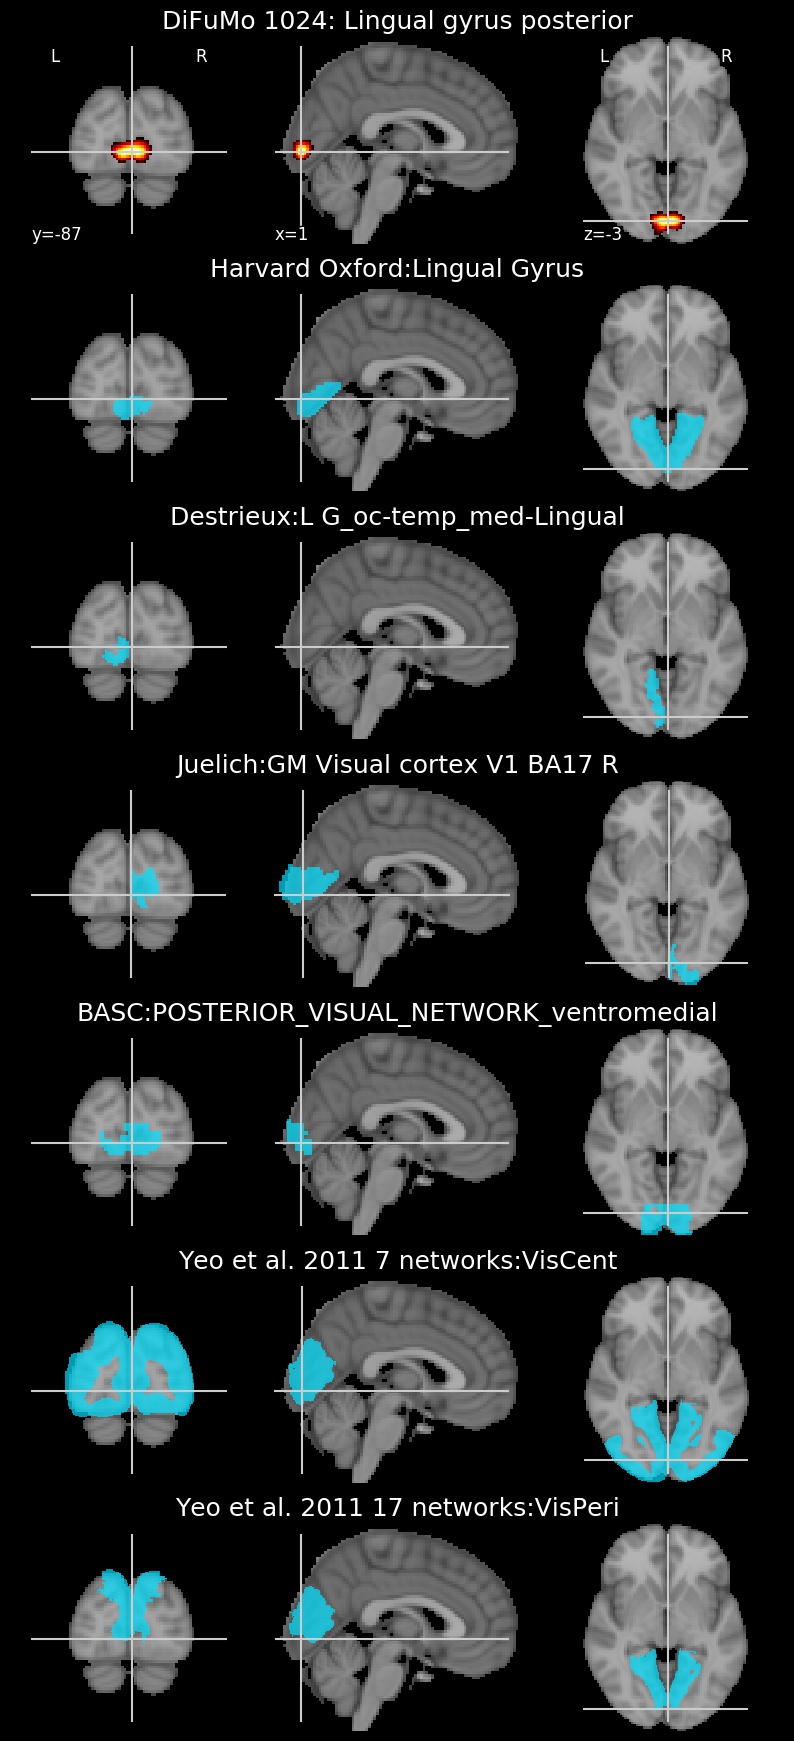 DiFuMo 1024: Lingual gyrus posterior
L R L R
y=-87 x=1 z=-3
Harvard Oxford:Lingual Gyrus
Destrieux:L G_oc-temp_med-Lingual
Juelich:GM Visual cortex V1 BA17 R
BASC:POSTERIOR_VISUAL_NETWORK_ventromedial
Yeo et al. 2011 7 networks:VisCent
Yeo et al. 2011 17 networks:VisPeri